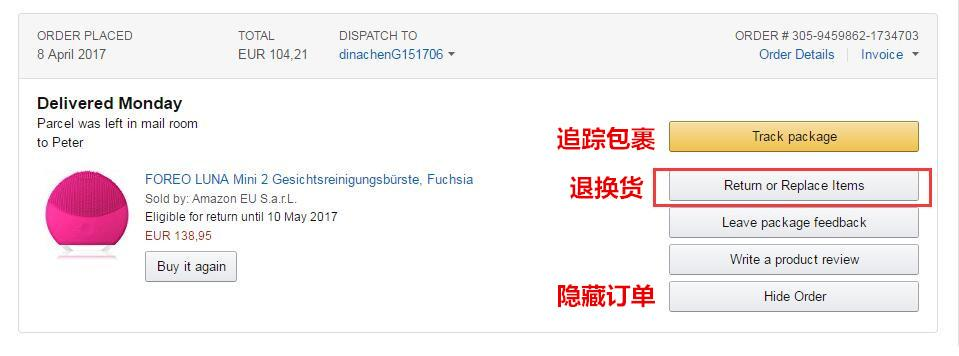 ORDER PLACED
8 April 2017
TOTAL
EUR 104,21
DISPATCH TO
dinachenG151706
ORDER # 305-9459862-1734703
Order Details
Invoice
Delivered Monday
Parcel was left in mail room
to Peter
FOREO LUNA Mini 2 Gesichtsreinigungsbürste, Fuchsia
Sold by: Amazon EU S.a.r.L.
Eligible for return until 10 May 2017
EUR 138,95
Buy it again
追踪包裹
Track package
退换货
Return or Replace Items
Leave package feedback
Write a product review
隐藏订单
Hide Order